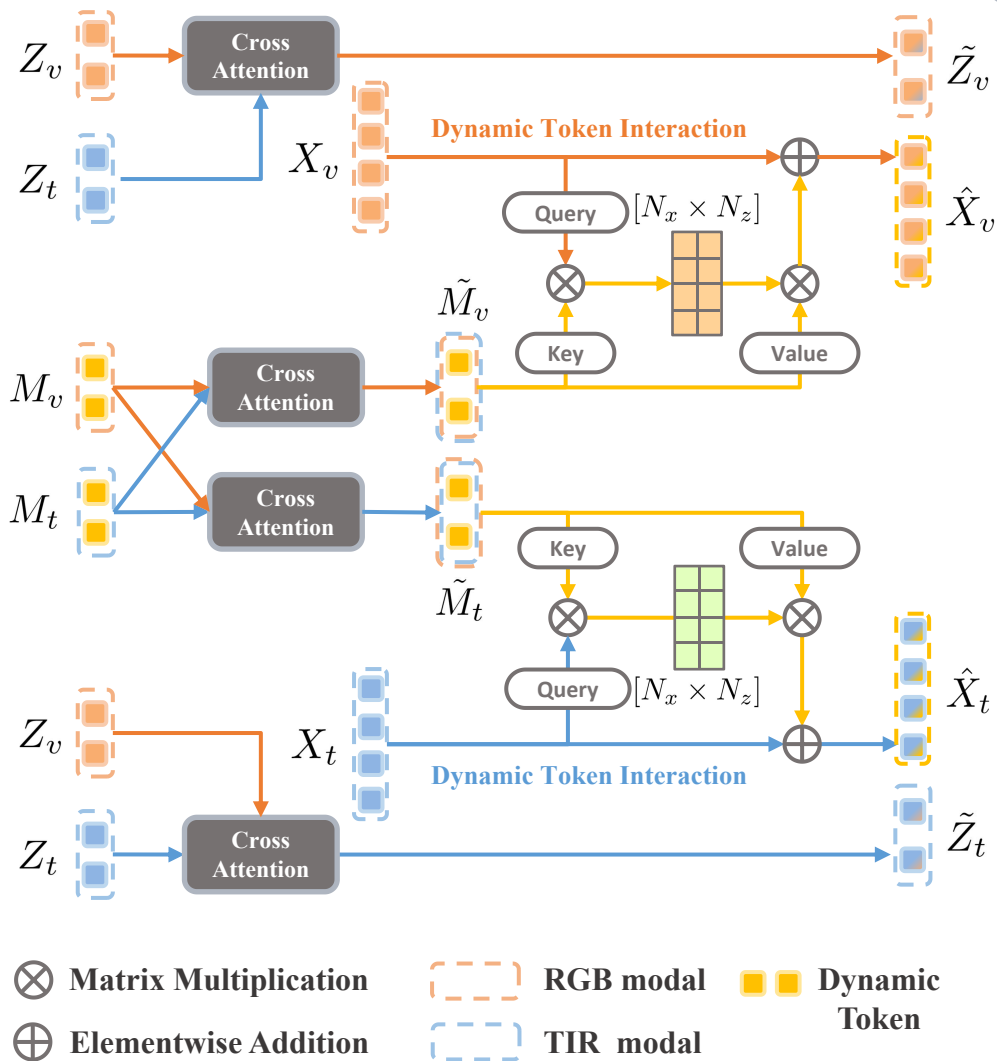 Z_v
Cross
Attention
Z̃_v
Z_t
X_v
Dynamic Token Interaction
X̂_v
Query
[N_x × N_z]
M̃_v
Key
Value
M_v
Cross
Attention
M_t
Cross
Attention
M̃_t
Key
Value
Query
[N_x × N_z]
X̂_t
Z_v
X_t
Dynamic Token Interaction
Z_t
Cross
Attention
Z̃_t
Matrix Multiplication
RGB modal
Dynamic
Token
Elementwise Addition
TIR modal